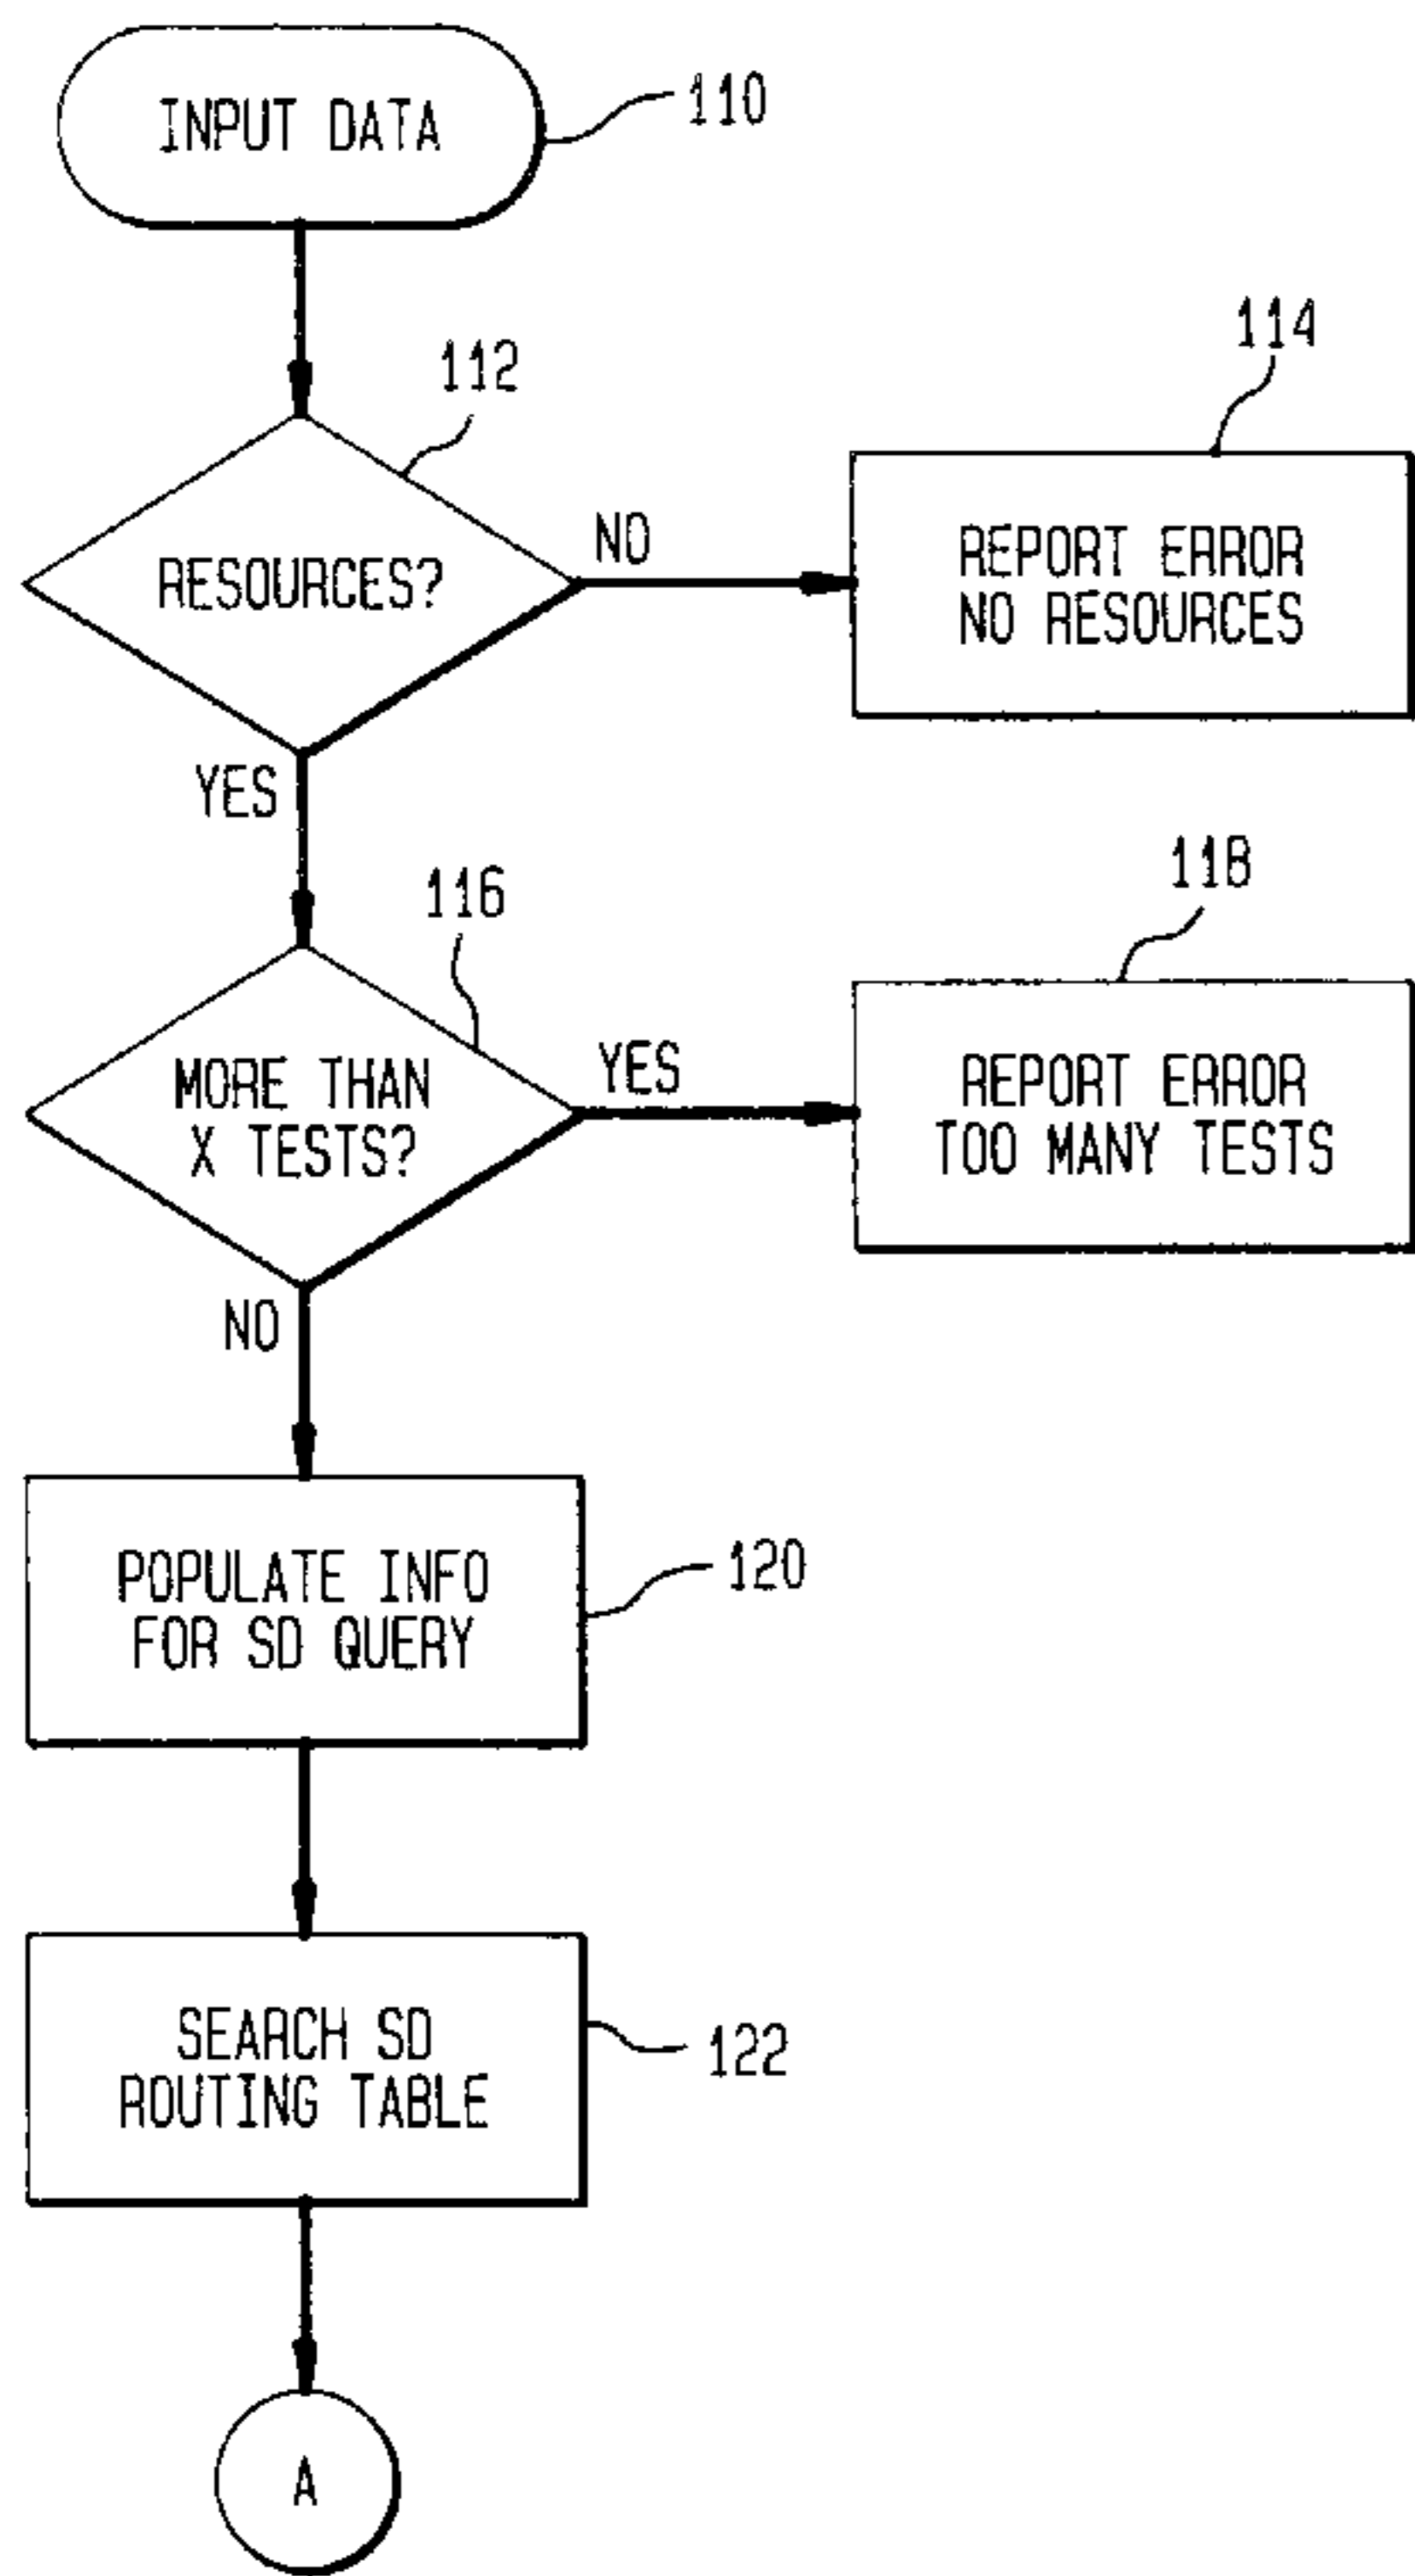 INPUT DATA
110
112
RESOURCES?
NO
114
REPORT ERROR
NO RESOURCES
YES
116
MORE THAN
X TESTS?
YES
118
REPORT ERROR
TOO MANY TESTS
NO
POPULATE INFO
FOR SD QUERY
120
SEARCH SD
ROUTING TABLE
122
A